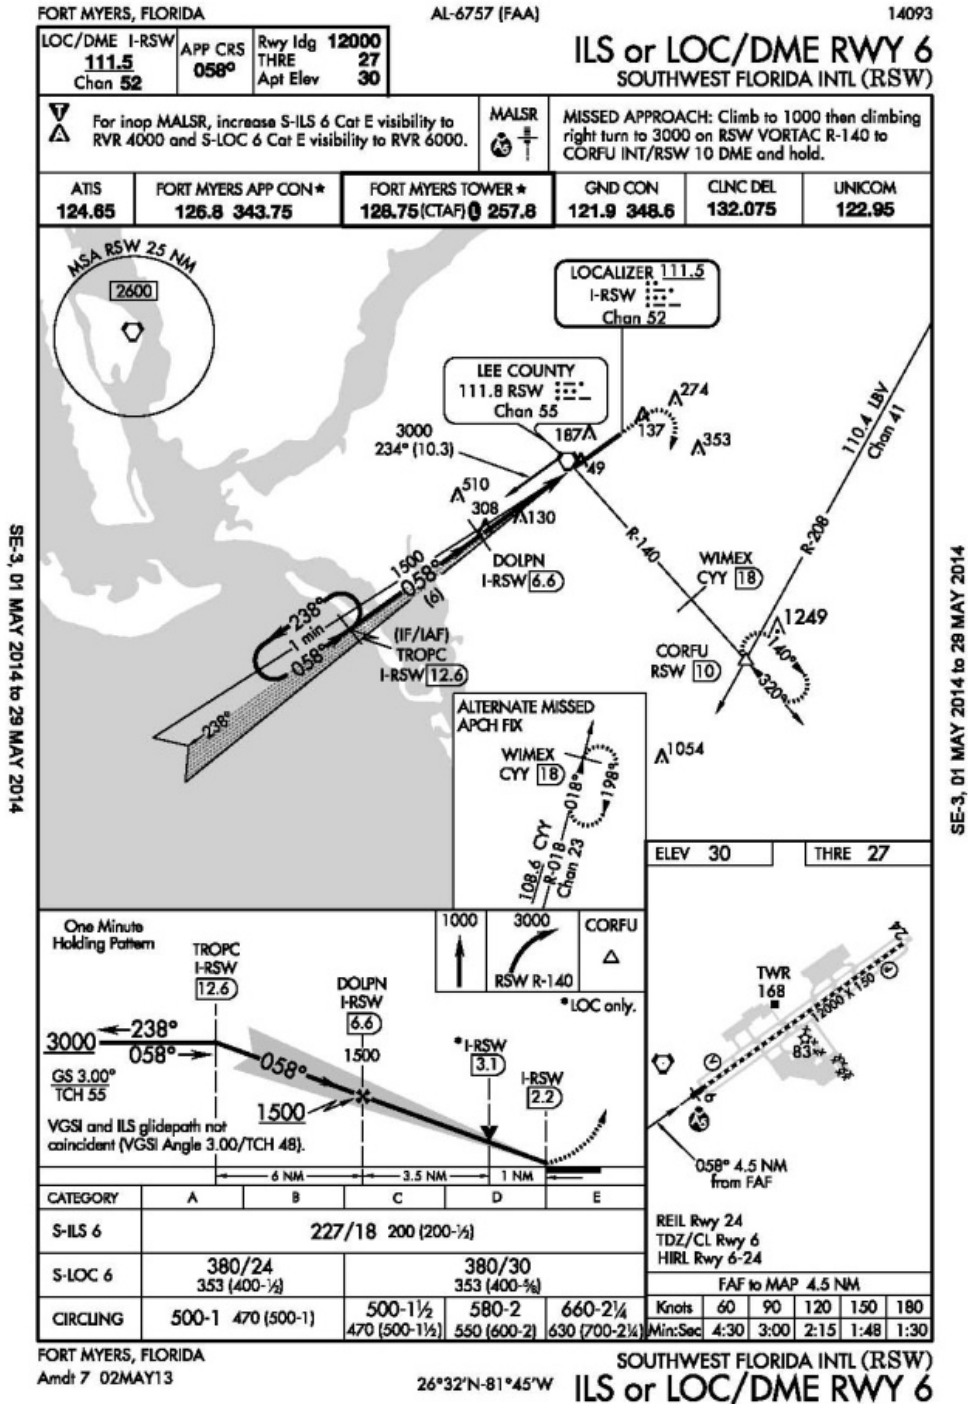 FORT MYERS, FLORIDA
AL-6757 (FAA)
14093
LOC/DME I-RSW
111.5
Chan 52
APP CRS
058°
Rwy ldg 12000
THRE 27
Apt Elev 30
ILS or LOC/DME RWY 6
SOUTHWEST FLORIDA INTL (RSW)
T
A
For inop MALSR, increase S-ILS 6 Cat E visibility to
RVR 4000 and S-LOC 6 Cat E visibility to RVR 6000.
MALSR
A5
MISSED APPROACH: Climb to 1000 then climbing
right turn to 3000 on RSW VORTAC R-140 to
CORFU INT/RSW 10 DME and hold.
ATIS
124.65
FORT MYERS APP CON★
126.8 343.75
FORT MYERS TOWER★
128.75(CTAF) L 257.8
GND CON
121.9 348.6
CLNC DEL
132.075
UNICOM
122.95
MSA RSW 25 NM
2600
LOCALIZER 111.5
I-RSW
Chan 52
LEE COUNTY
111.8 RSW
Chan 55
3000
234° (10.3)
187
49
137
274
353
110.4 LBV
Chan 41
R-208
510
308
130
DOLPN
I-RSW 6.6
R-140
WIMEX
CYY 18
1500
058°
(6)
238°
1 min
058°
(IF/IAF)
TROPC
I-RSW 12.6
238°
CORFU
RSW 10
1249
140°
320°
1054
ALTERNATE MISSED
APCH FIX
WIMEX
CYY 18
018°
198°
108.6 CYY
R-018
Chan 23
SE-3, 01 MAY 2014 to 29 MAY 2014
SE-3, 01 MAY 2014 to 29 MAY 2014
ELEV 30
THRE 27
24
12000 X 150
TWR
168
83
6
A5
058° 4.5 NM
from FAF
REIL Rwy 24
TDZ/CL Rwy 6
HIRL Rwy 6-24
FAF to MAP 4.5 NM
Knots 60 90 120 150 180
Min:Sec 4:30 3:00 2:15 1:48 1:30
One Minute
Holding Pattern
TROPC
I-RSW
12.6
DOLPN
I-RSW
6.6
1500
1000
3000
RSW R-140
CORFU
*LOC only.
*I-RSW
3.1
I-RSW
2.2
3000
238°
058°
058°
GS 3.00°
TCH 55
1500
VGSI and ILS glidepath not
coincident (VGSI Angle 3.00/TCH 48).
6 NM
3.5 NM
1 NM
CATEGORY A B C D E
S-ILS 6 227/18 200 (200-½)
S-LOC 6
380/24
353 (400-½)
380/30
353 (400-⅝)
CIRCLING
500-1 470 (500-1)
500-1½
470 (500-1½)
580-2
550 (600-2)
660-2¼
630 (700-2¼)
FORT MYERS, FLORIDA
Amdt 7 02MAY13
26°32'N-81°45'W
SOUTHWEST FLORIDA INTL (RSW)
ILS or LOC/DME RWY 6